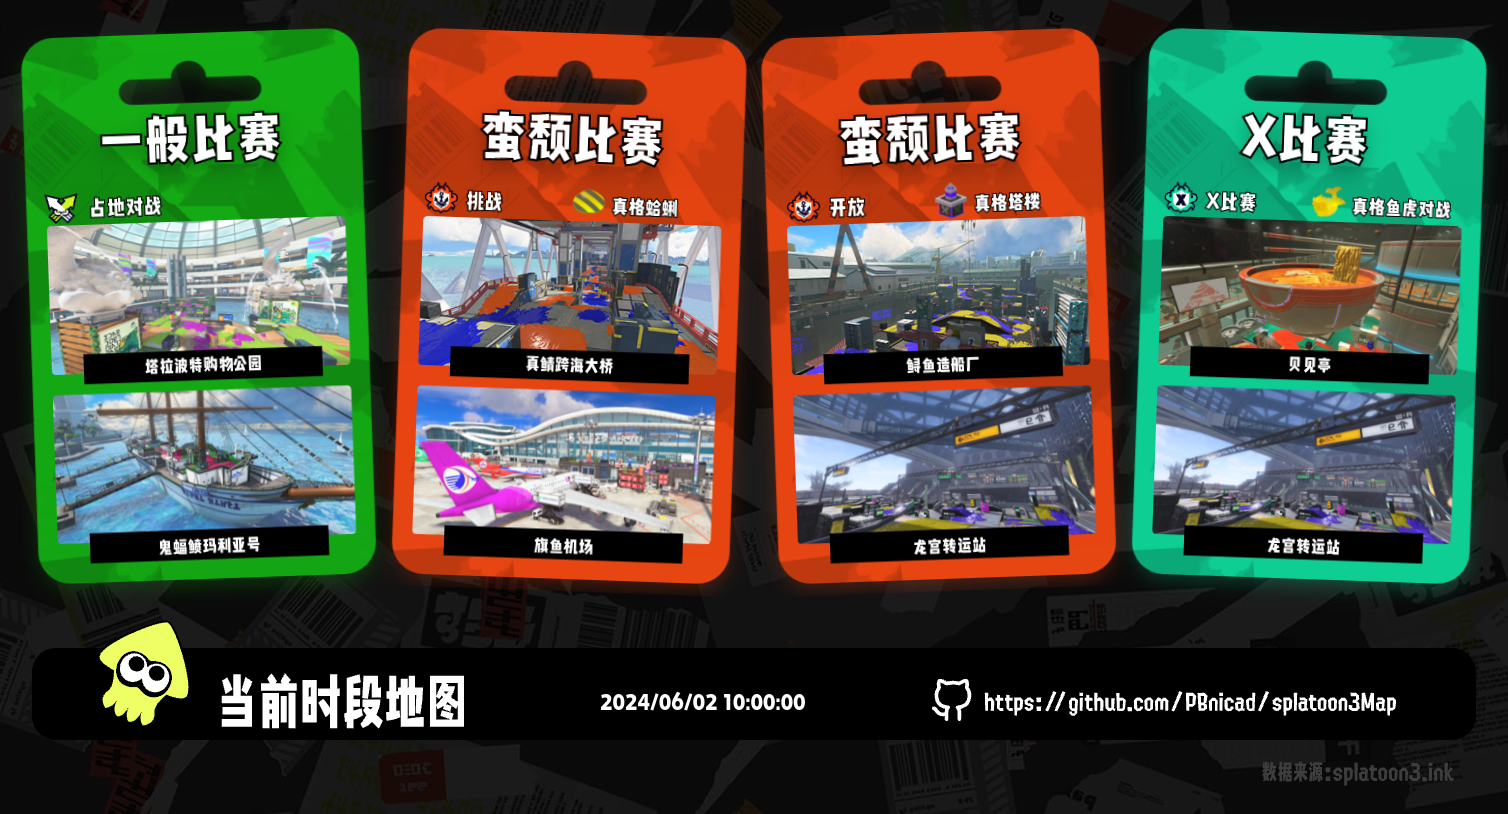 一般比赛
占地对战
塔拉波特购物公园
鬼蝠鲼玛利亚号
蛮颓比赛
挑战
真格蛤蜊
真鲭跨海大桥
旗鱼机场
蛮颓比赛
开放
真格塔楼
鲟鱼造船厂
龙宫转运站
X比赛
X比赛
真格鱼虎对战
贝见亭
龙宫转运站
当前时段地图
2024/06/02 10:00:00
https://github.com/PBnicad/splatoon3Map
数据来源:splatoon3.ink